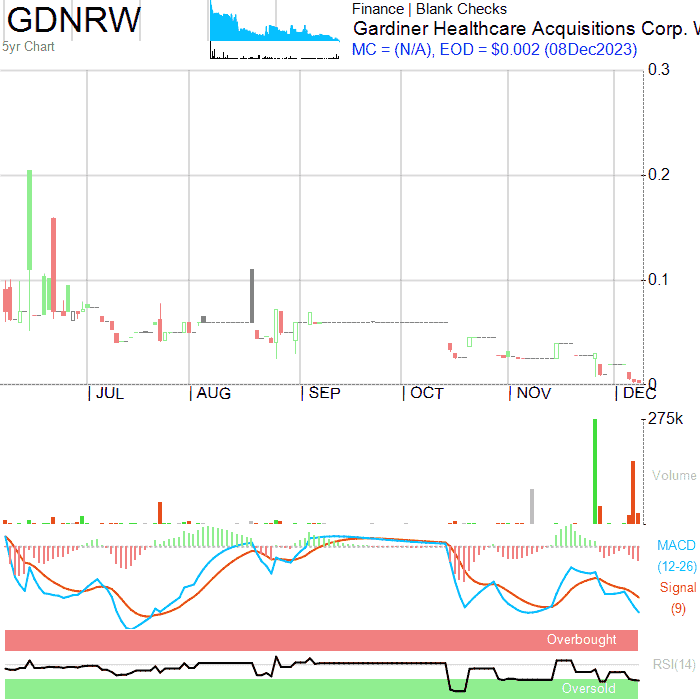 GDNRW
5yr Chart
Finance | Blank Checks
Gardiner Healthcare Acquisitions Corp. W
MC = (N/A), EOD = $0.002 (08Dec2023)
0.3
0.2
0.1
0
JUL AUG SEP OCT NOV DEC
275k
Volume
MACD
(12-26)
Signal
(9)
Overbought
RSI(14)
Oversold